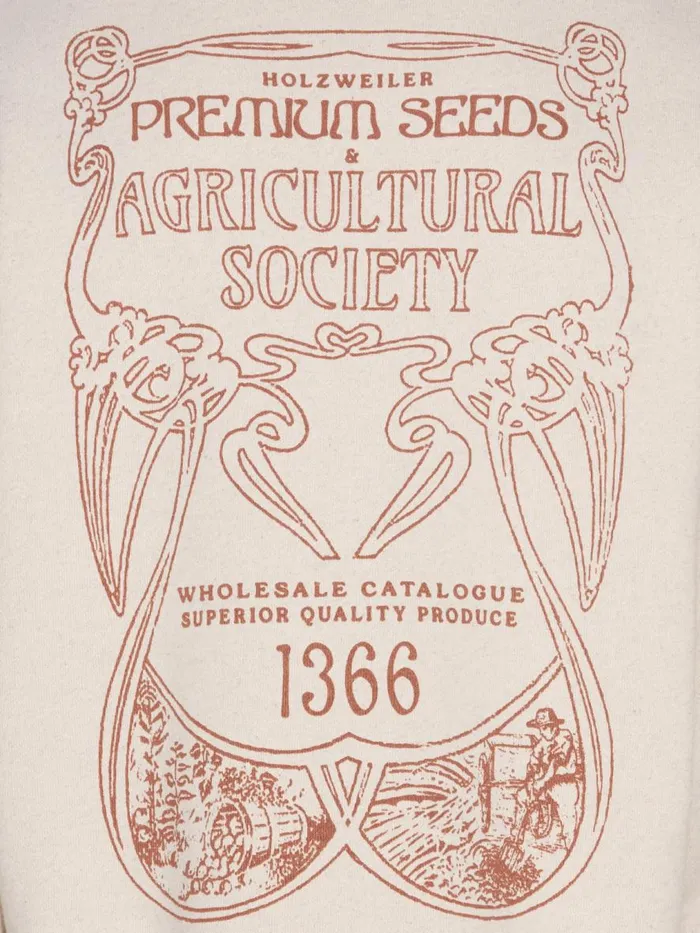 HOLZWEILER
PREMIUM SEEDS
&
AGRICULTURAL
SOCIETY
WHOLESALE CATALOGUE
SUPERIOR QUALITY PRODUCE
1366